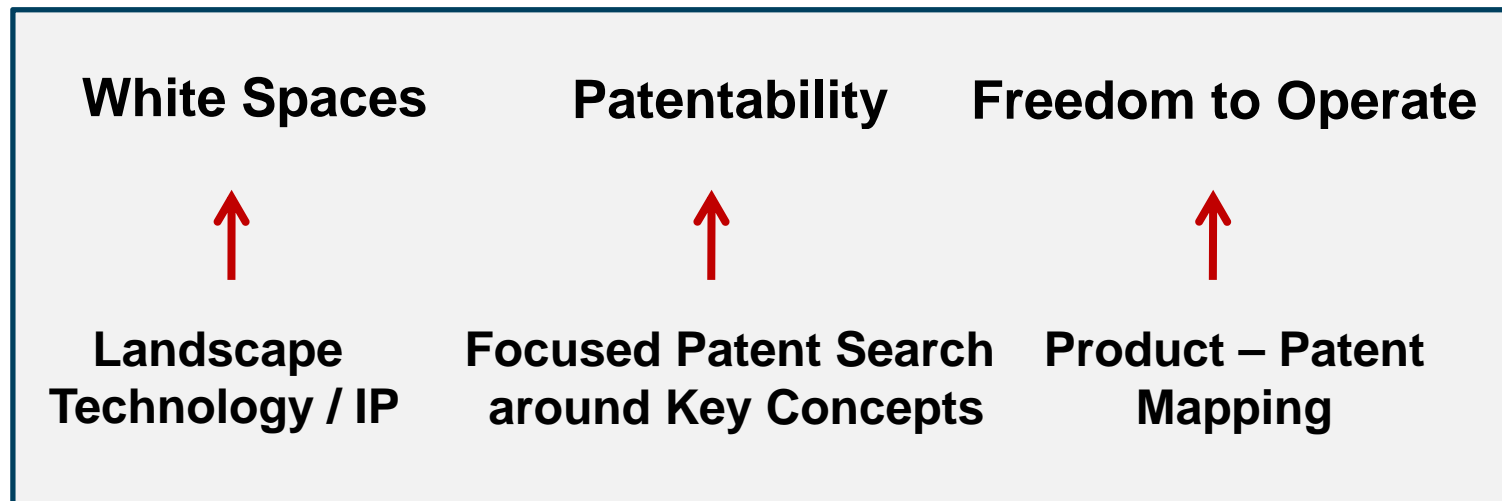 White Spaces
Patentability
Freedom to Operate
Landscape
Technology / IP
Focused Patent Search
around Key Concepts
Product – Patent
Mapping